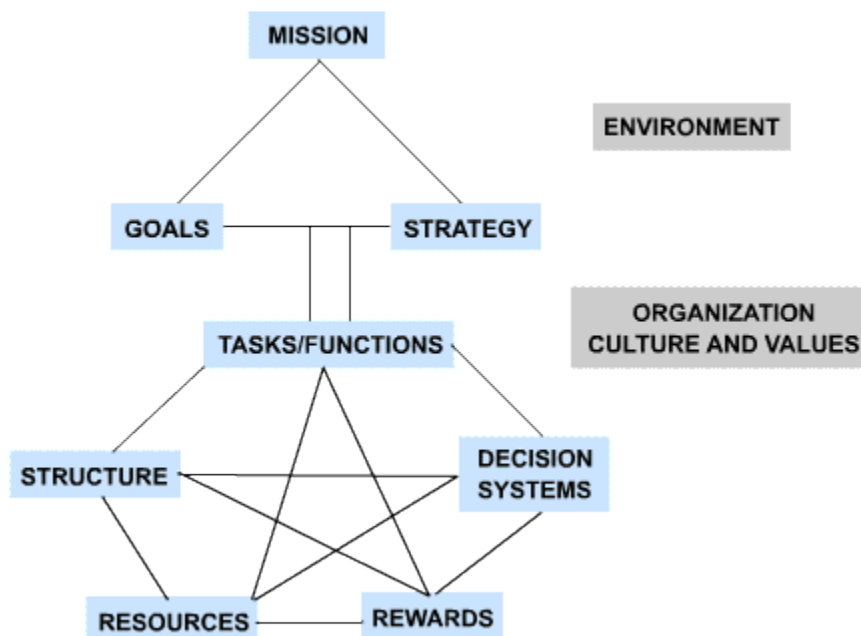 MISSION
ENVIRONMENT
GOALS
STRATEGY
ORGANIZATION
CULTURE AND VALUES
TASKS/FUNCTIONS
STRUCTURE
DECISION
SYSTEMS
RESOURCES
REWARDS